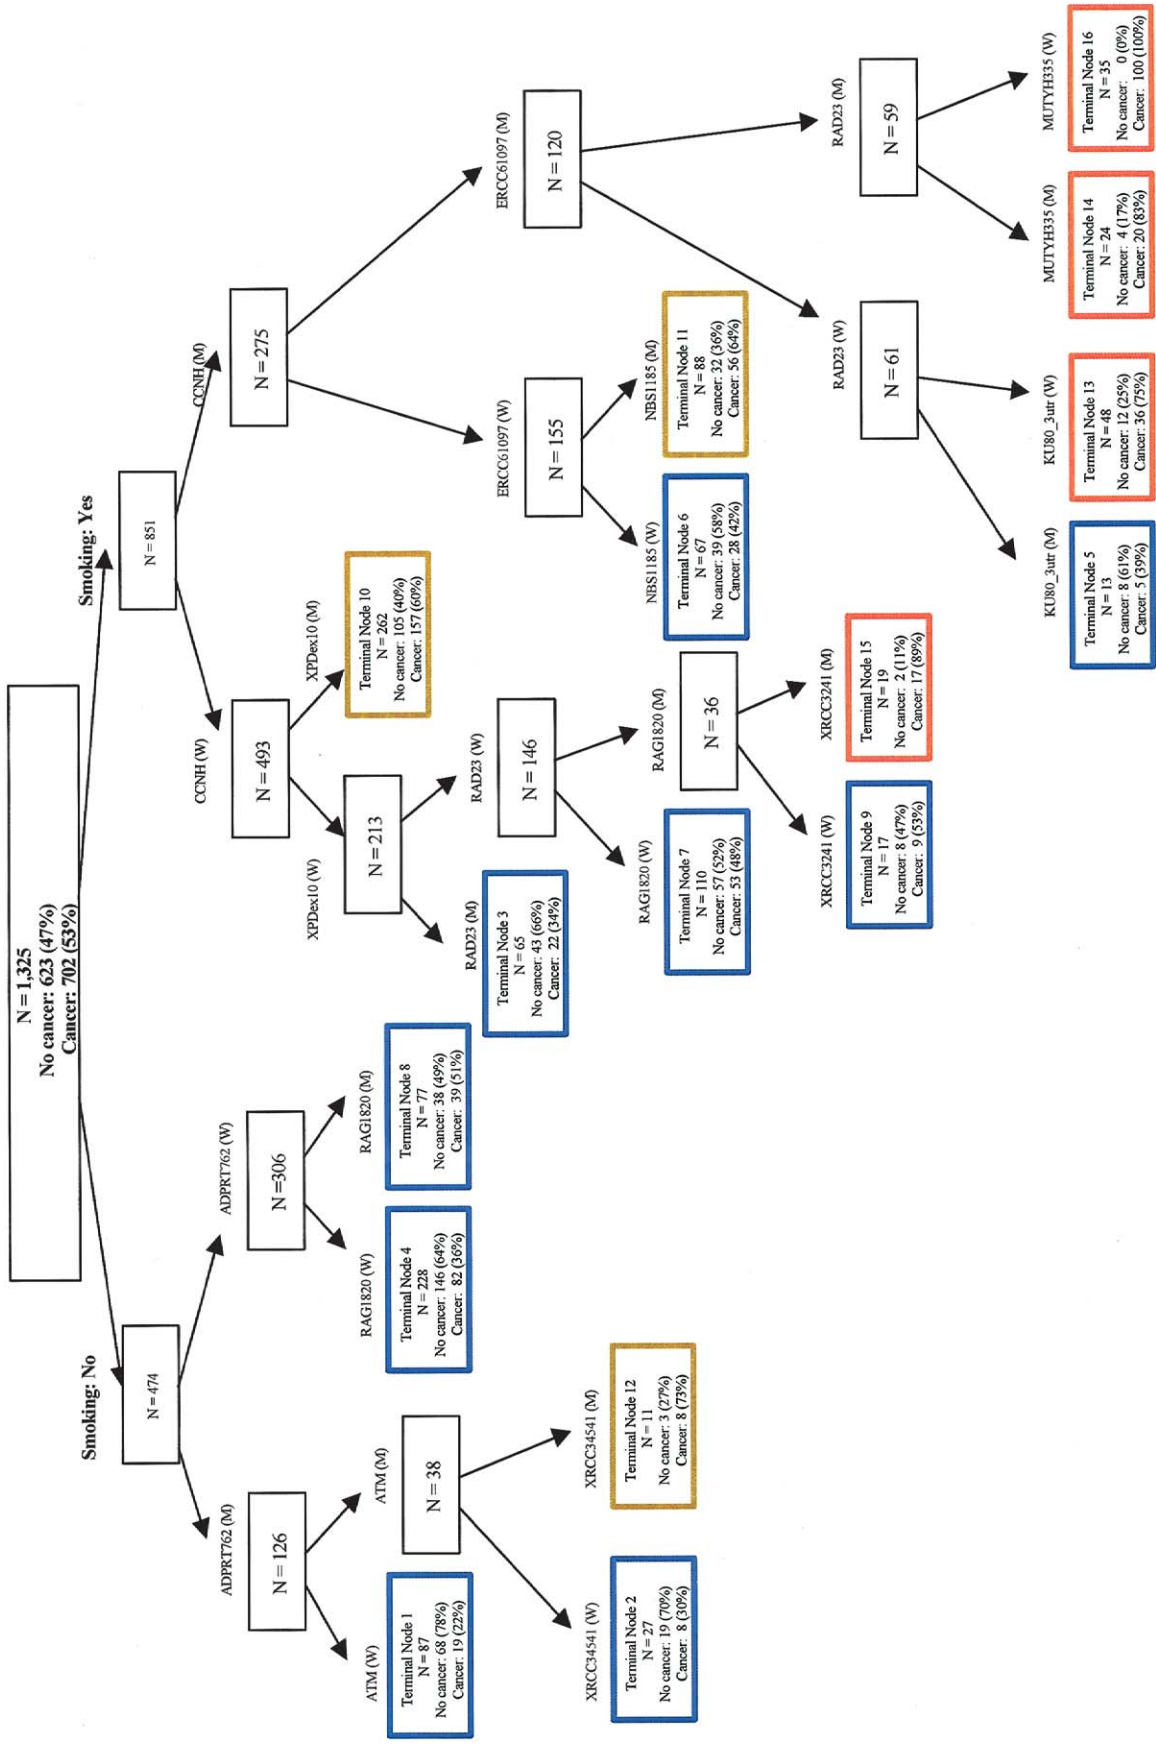 N = 1,325
No cancer: 623 (47%)
Cancer: 702 (53%)
Smoking: No
N = 474
Smoking: Yes
N = 851
ADPRT762 (M)
N = 126
ADPRT762 (W)
N =306
CCNH (W)
N = 493
CCNH (M)
N = 275
ATM (W)
Terminal Node 1
N = 87
No cancer: 68 (78%)
Cancer: 19 (22%)
ATM (M)
N = 38
RAG1820 (W)
Terminal Node 4
N = 228
No cancer: 146 (64%)
Cancer: 82 (36%)
RAG1820 (M)
Terminal Node 8
N = 77
No cancer: 38 (49%)
Cancer: 39 (51%)
XPDex10 (W)
N = 213
XPDex10 (M)
Terminal Node 10
N = 262
No cancer: 105 (40%)
Cancer: 157 (60%)
ERCC61097 (W)
N = 155
ERCC61097 (M)
N = 120
RAD23 (M)
Terminal Node 3
N = 65
No cancer: 43 (66%)
Cancer: 22 (34%)
RAD23 (W)
N = 146
XRCC34541 (W)
Terminal Node 2
N = 27
No cancer: 19 (70%)
Cancer: 8 (30%)
XRCC34541 (M)
Terminal Node 12
N = 11
No cancer: 3 (27%)
Cancer: 8 (73%)
RAG1820 (W)
Terminal Node 7
N = 110
No cancer: 57 (52%)
Cancer: 53 (48%)
RAG1820 (M)
N = 36
NBS1185 (W)
Terminal Node 6
N = 67
No cancer: 39 (58%)
Cancer: 28 (42%)
NBS1185 (M)
Terminal Node 11
N = 88
No cancer: 32 (36%)
Cancer: 56 (64%)
XRCC3241 (W)
Terminal Node 9
N = 17
No cancer: 8 (47%)
Cancer: 9 (53%)
XRCC3241 (M)
Terminal Node 15
N = 19
No cancer: 2 (11%)
Cancer: 17 (89%)
RAD23 (W)
N = 61
RAD23 (M)
N = 59
KU80_3utr (M)
Terminal Node 5
N = 13
No cancer: 8 (61%)
Cancer: 5 (39%)
KU80_3utr (W)
Terminal Node 13
N = 48
No cancer: 12 (25%)
Cancer: 36 (75%)
MUTYH335 (M)
Terminal Node 14
N = 24
No cancer: 4 (17%)
Cancer: 20 (83%)
MUTYH335 (W)
Terminal Node 16
N = 35
No cancer: 0 (0%)
Cancer: 100 (100%)